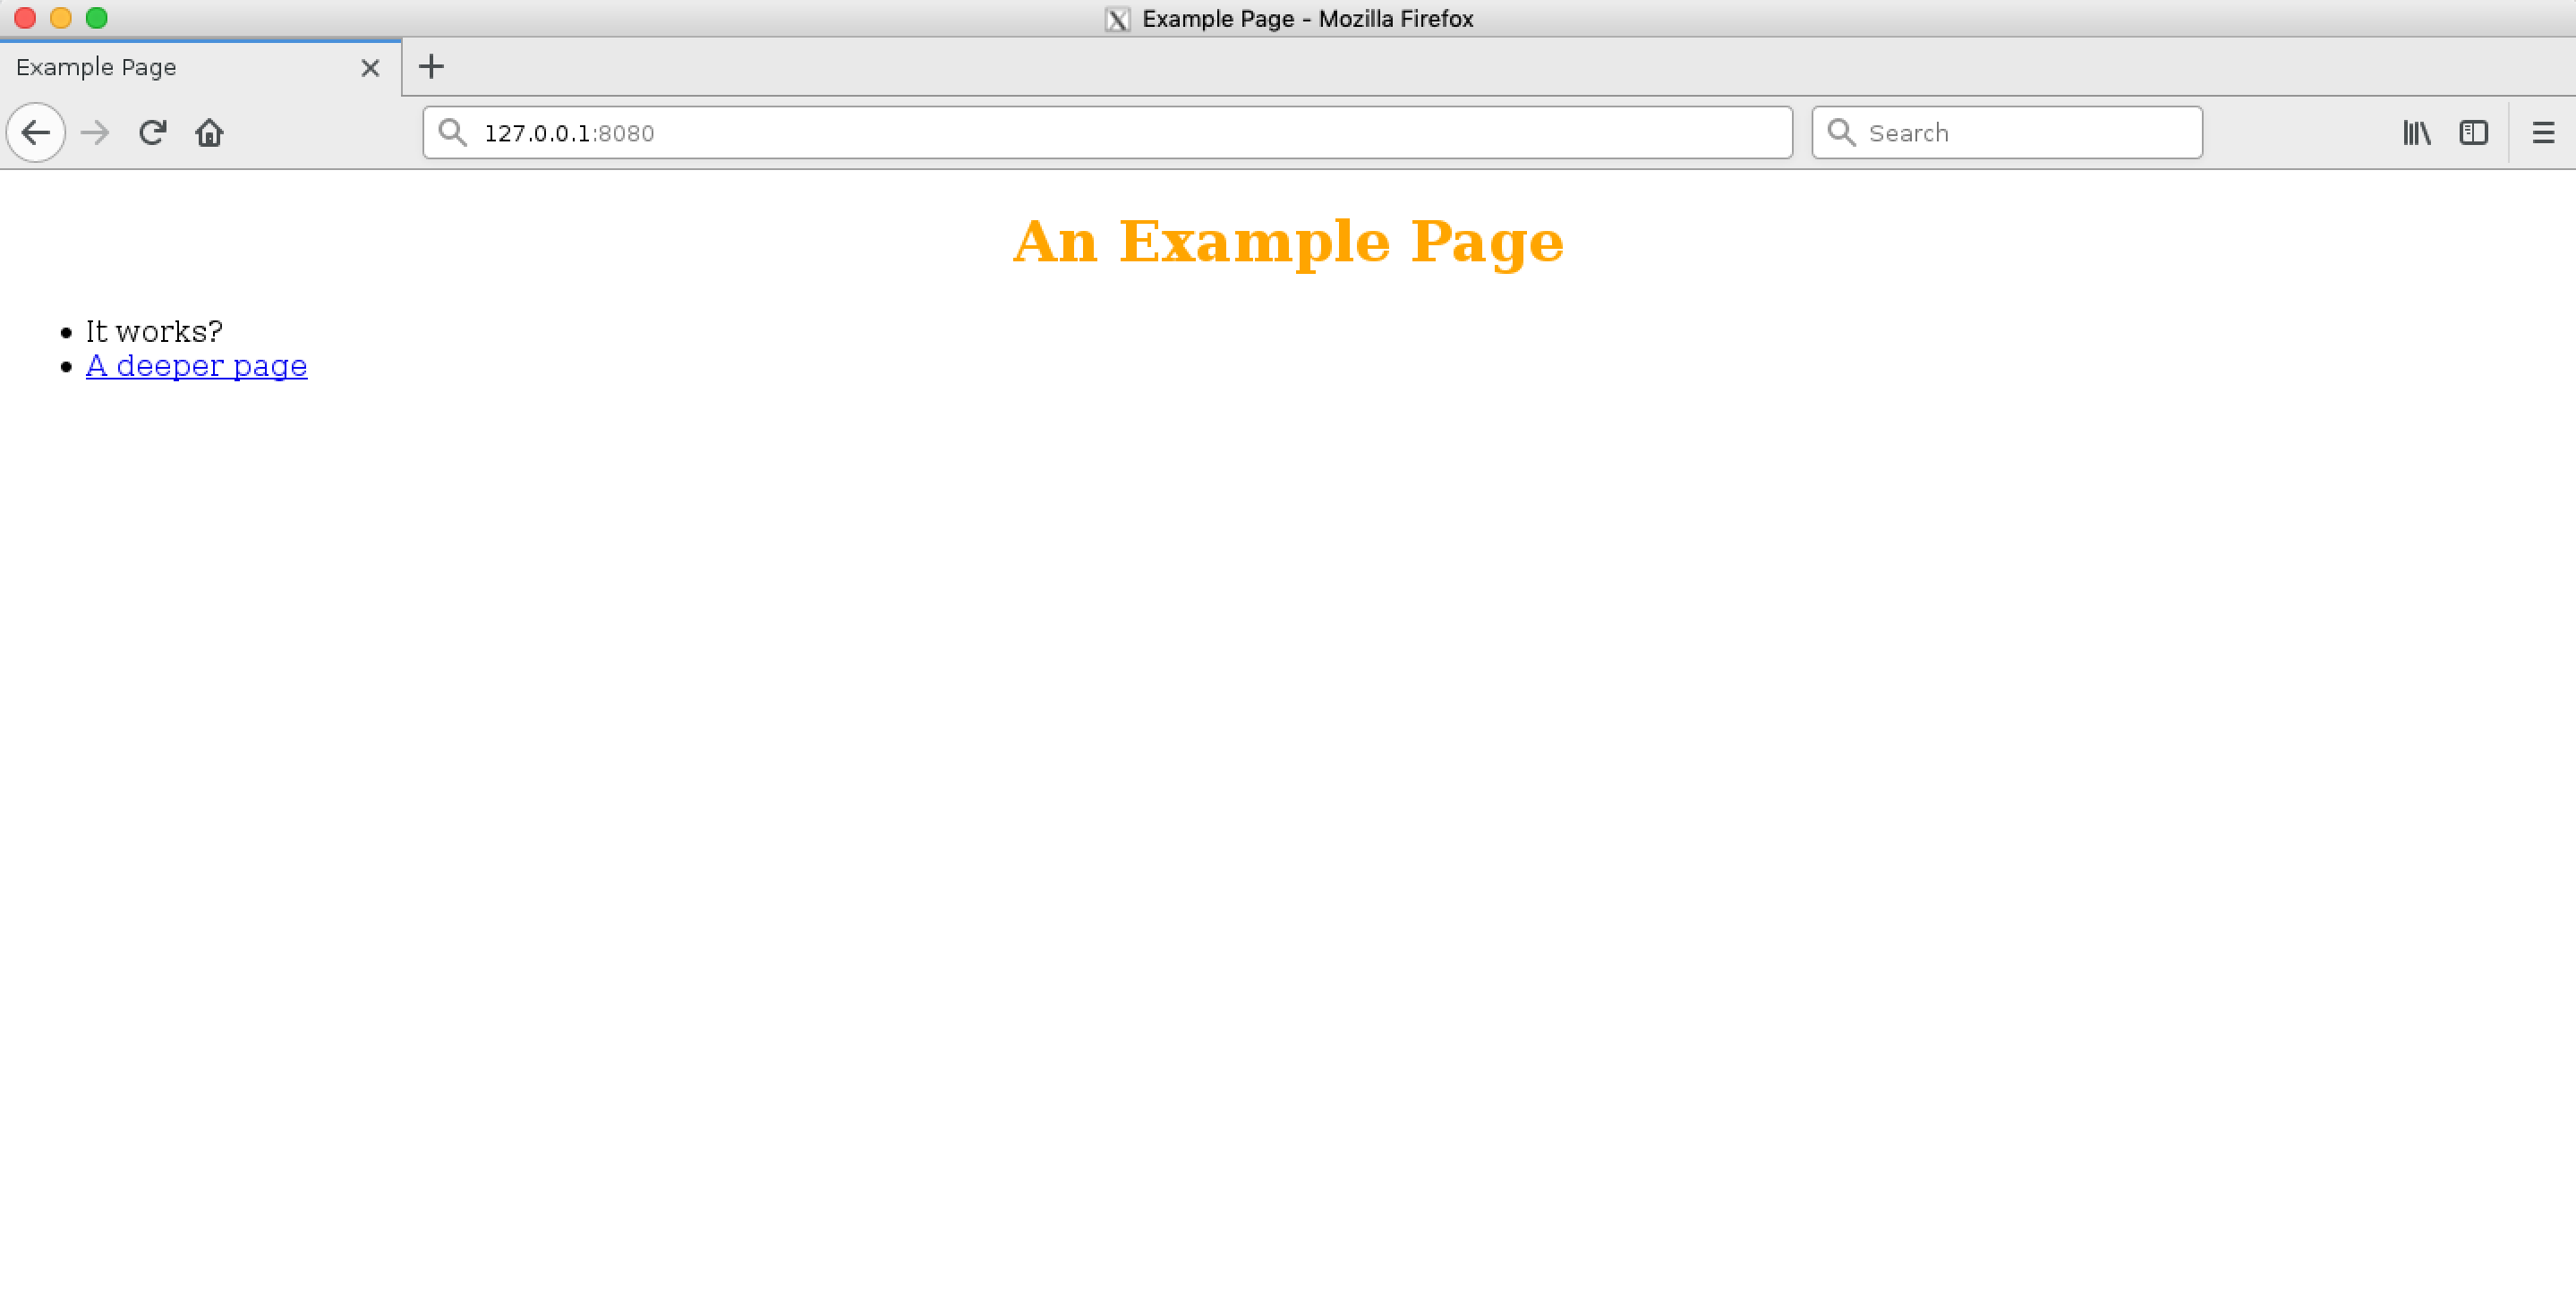 Example Page - Mozilla Firefox
Example Page
127.0.0.1:8080
Search
An Example Page
It works?
A deeper page